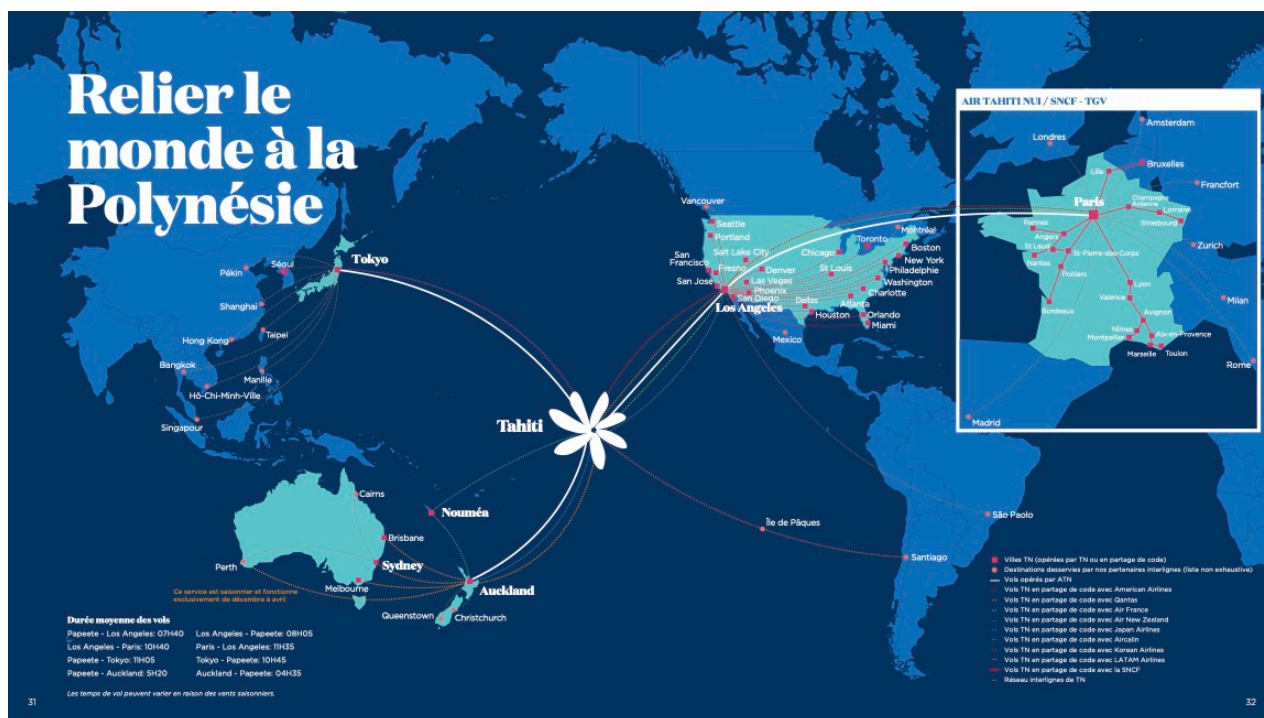 Relier le
monde à la
Polynésie
AIR TAHITI NUI / SNCF - TGV
Amsterdam
Londres
Bruxelles
Lille
Francfort
Paris
Champagne
Ardenne
Lorraine
Strasbourg
Rennes
Angers
St Laud
St-Pierre-des-Corps
Nantes
Zurich
Poitiers
Lyon
Valence
Milan
Bordeaux
Avignon
Nîmes
Aix-en-Provence
Montpellier
Marseille
Toulon
Rome
Madrid
Vancouver
Seattle
Portland
Montréal
Toronto
Boston
Salt Lake City
Chicago
New York
San
Francisco
Fresno
Denver
St Louis
Philadelphie
San Jose
Las Vegas
Washington
Phoenix
San Diego
Charlotte
Los Angeles
Dallas
Atlanta
Houston
Orlando
Miami
Mexico
Tokyo
Séoul
Pékin
Shanghai
Taipei
Hong Kong
Bangkok
Manille
Hô-Chi-Minh-Ville
Singapour
Tahiti
Cairns
Nouméa
Île de Pâques
São Paolo
Brisbane
Perth
Sydney
Santiago
Melbourne
Auckland
Queenstown
Christchurch
Ce service est saisonnier et fonctionne
exclusivement de décembre à avril
Durée moyenne des vols
Papeete - Los Angeles: 07H40
Los Angeles - Papeete: 08H05
Los Angeles - Paris: 10H40
Paris - Los Angeles: 11H35
Papeete - Tokyo: 11H05
Tokyo - Papeete: 10H45
Papeete - Auckland: 5H20
Auckland - Papeete: 04H35
Les temps de vol peuvent varier en raison des vents saisonniers.
Villes TN (opérées par TN ou en partage de code)
Destinations desservies par nos partenaires interlignes (liste non exhaustive)
Vols opérés par ATN
Vols TN en partage de code avec American Airlines
Vols TN en partage de code avec Qantas
Vols TN en partage de code avec Air France
Vols TN en partage de code avec Air New Zealand
Vols TN en partage de code avec Japan Airlines
Vols TN en partage de code avec Aircalin
Vols TN en partage de code avec Korean Airlines
Vols TN en partage de code avec LATAM Airlines
Vols TN en partage de code avec la SNCF
Réseau interlignes de TN
31
32